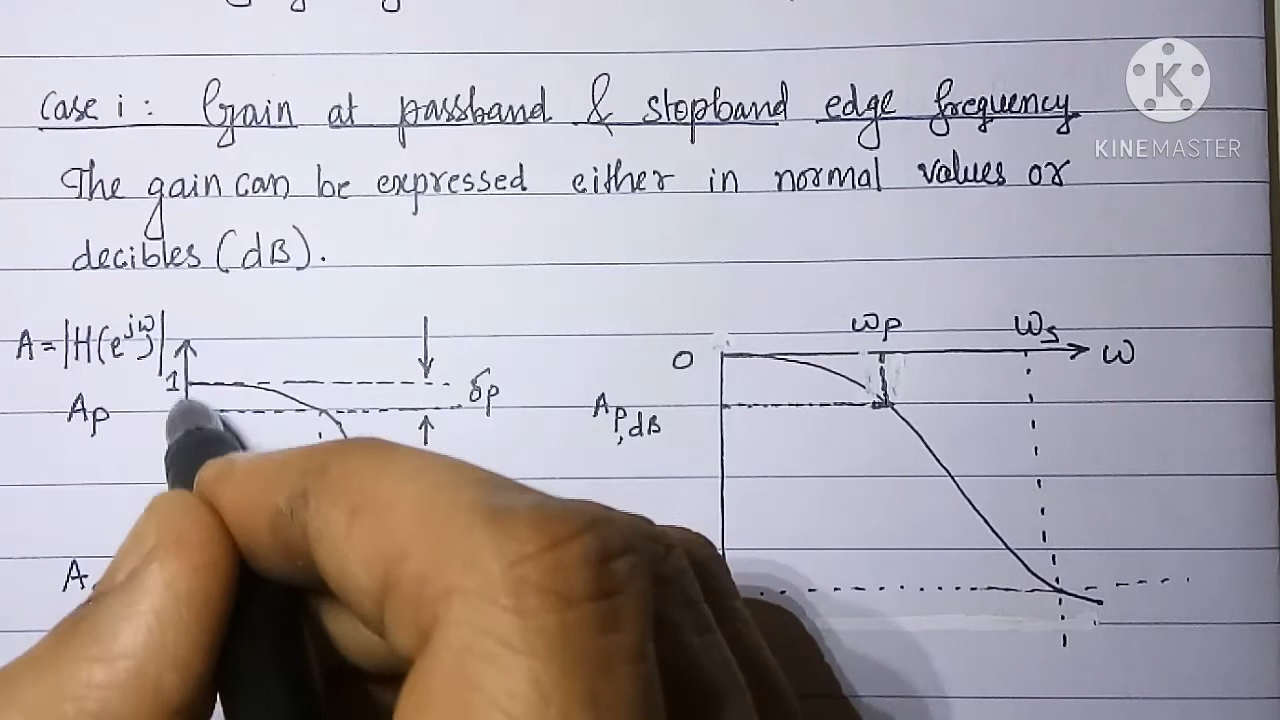 Case i: Gain at passband & stopband edge frequency
The gain can be expressed either in normal values or
decibles (dB).
A=|H(e^jω)|
1
δp
Ap
A
ωp
ωs
0
ω
Ap,dB
K
KINEMASTER